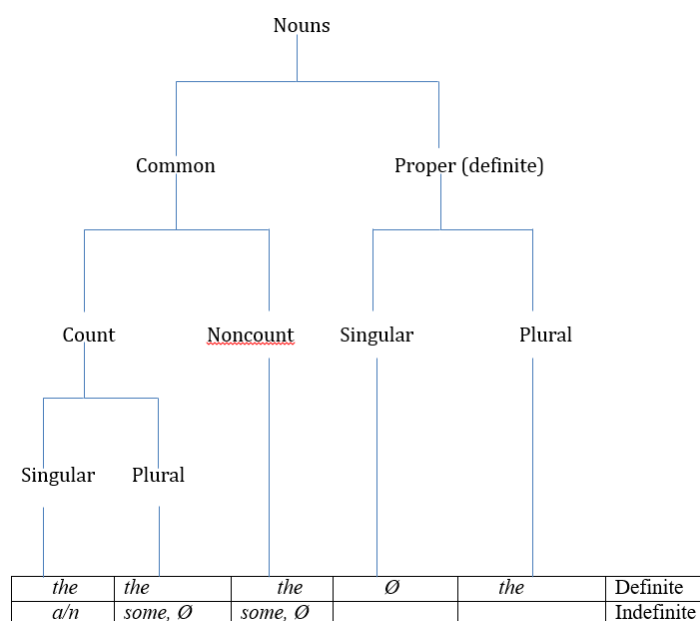 Nouns
Common Proper (definite)
Count Noncount Singular Plural
Singular Plural
the the the Ø the Definite
a/n some, Ø some, Ø Indefinite